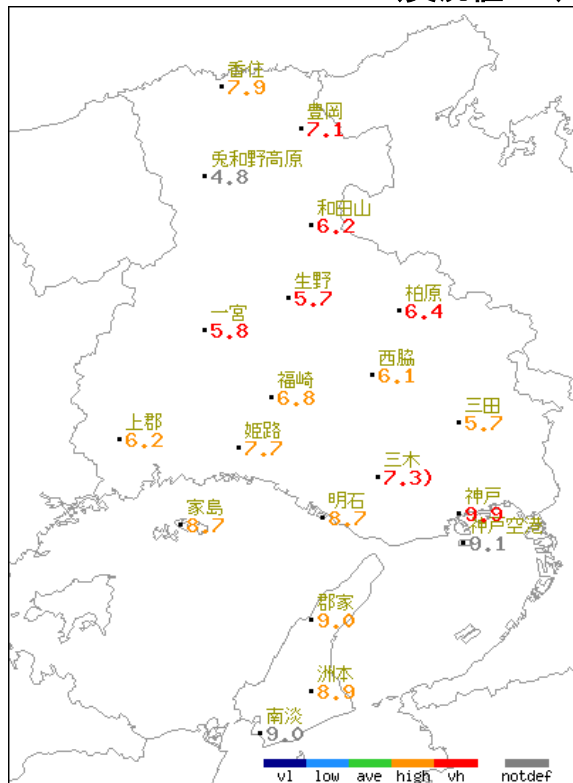 香住
7.9
豊岡
7.1
兎和野高原
4.8
和田山
6.2
生野
5.7
柏原
6.4
一宮
5.8
西脇
6.1
福崎
6.8
三田
5.7
上郡
6.2
姫路
7.7
三木
7.3)
家島
8.7
明石
8.7
神戸
9.9
神戸空港
9.1
郡家
9.0
洲本
8.9
南淡
9.0
vl low ave high vh notdef